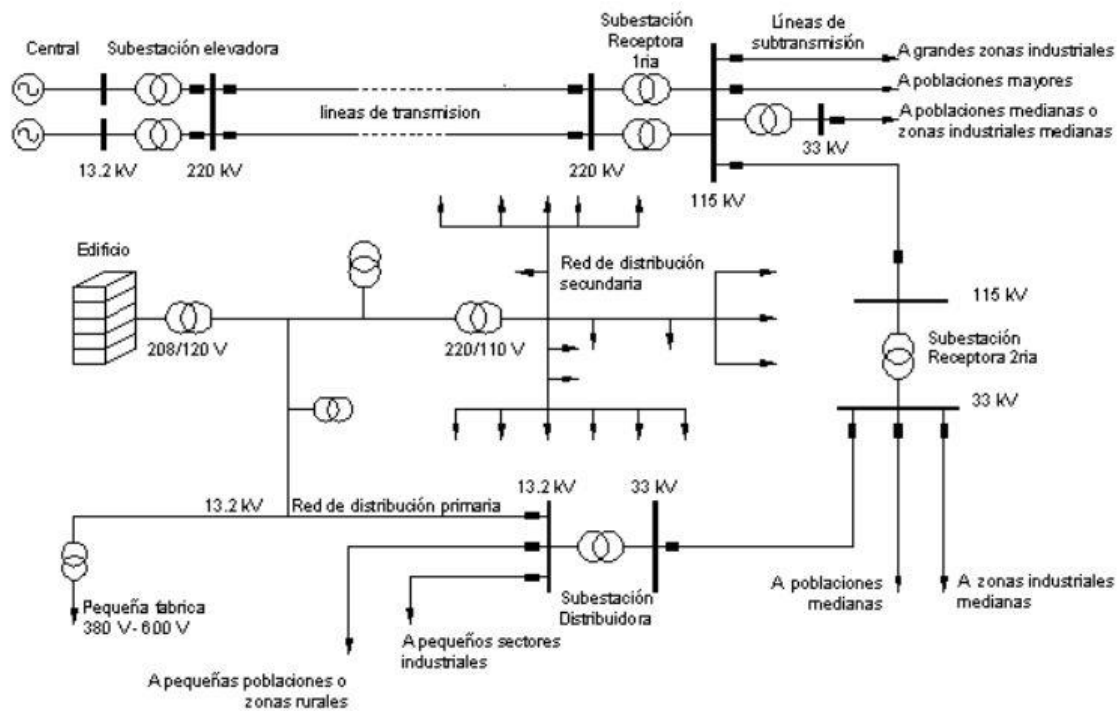 Central
Subestación elevadora
Subestación
Receptora
1ria
Líneas de
subtransmisión
A grandes zonas industriales
A poblaciones mayores
A poblaciones medianas o
zonas industriales medianas
lineas de transmision
13.2 kV
220 kV
220 kV
33 kV
115 kV
Edificio
Red de distribución
secundaria
115 kV
208/120 V
220/110 V
Subestación
Receptora 2ria
33 kV
13.2 kV
Red de distribución primaria
13.2 kV
33 kV
A poblaciones
medianas
A zonas industriales
medianas
Pequeña fabrica
380 V- 600 V
Subestación
Distribuidora
A pequeños sectores
industriales
A pequeñas poblaciones o
zonas rurales